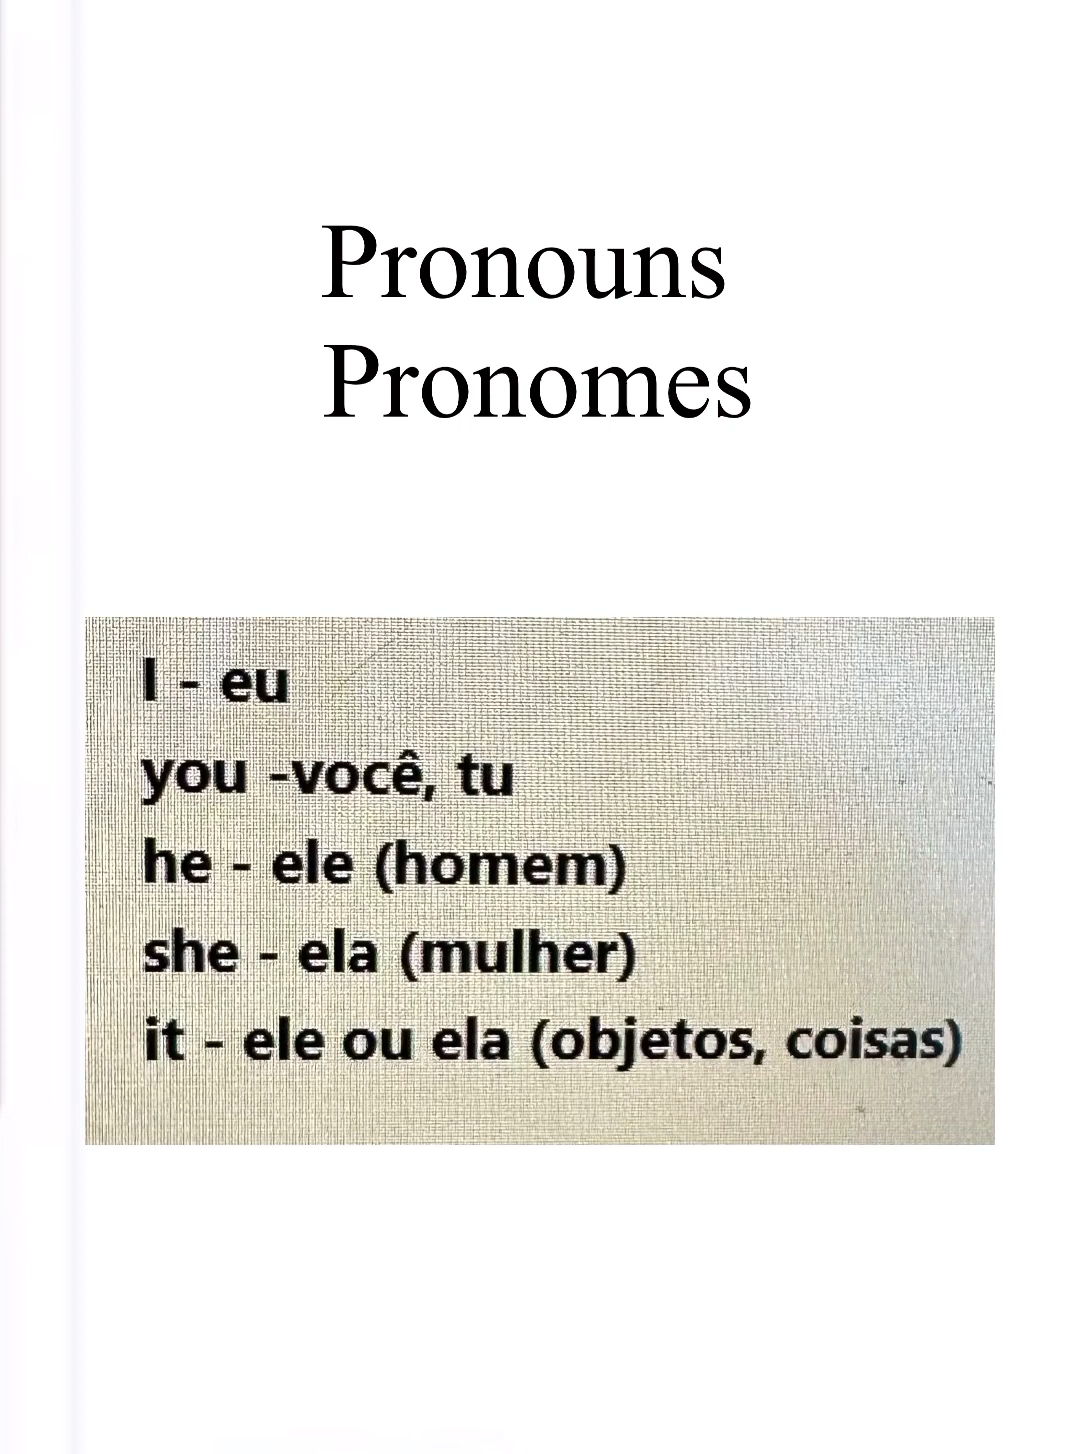 Pronouns
Pronomes
I - eu
you -você, tu
he - ele (homem)
she - ela (mulher)
it - ele ou ela (objetos, coisas)